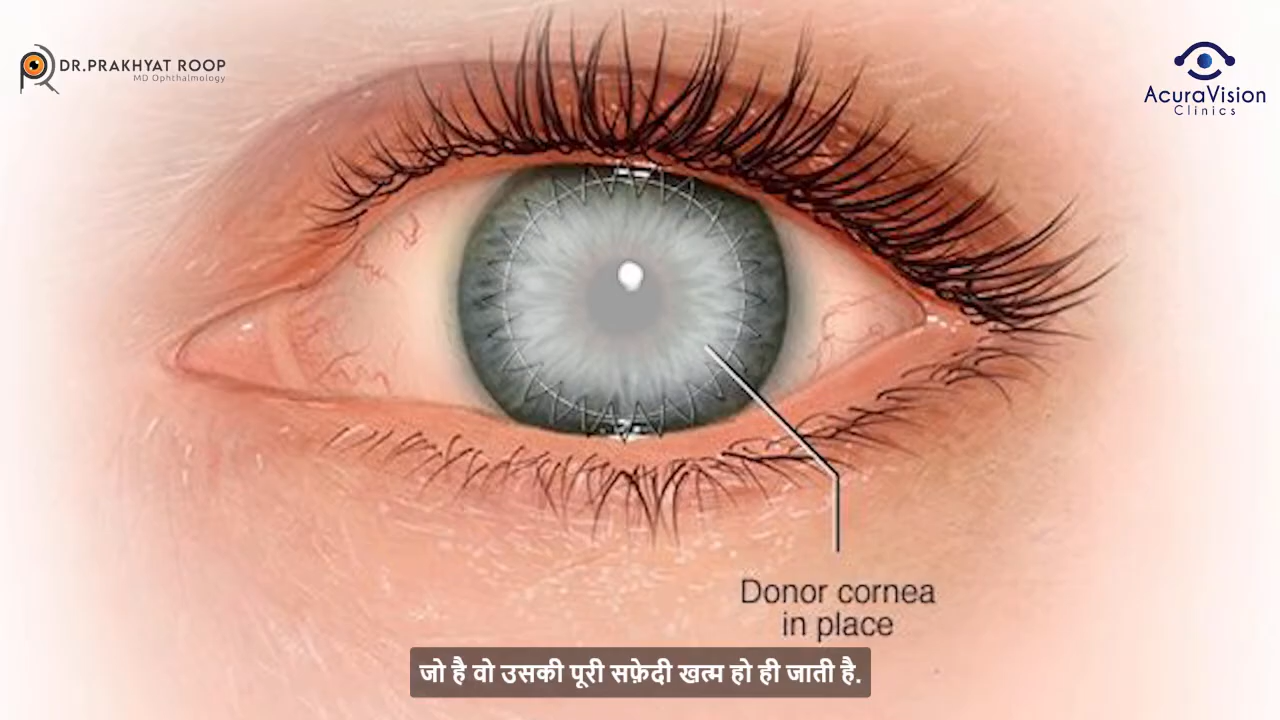 DR.PRAKHYAT ROOP
MD Ophthalmology
AcuraVision
Clinics
Donor cornea
in place
जो है वो उसकी पूरी सफ़ेदी खत्म हो ही जाती है.